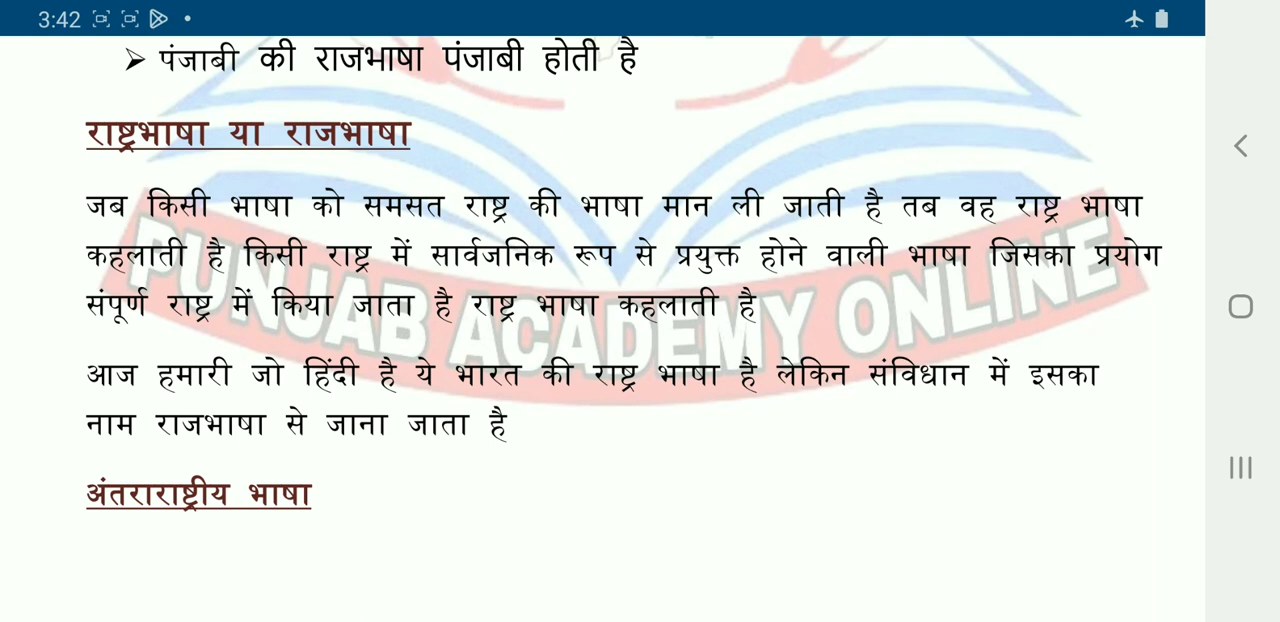 3:42
➢ पंजाबी की राजभाषा पंजाबी होती है
राष्ट्रभाषा या राजभाषा
जब किसी भाषा को समसत राष्ट्र की भाषा मान ली जाती है तब वह राष्ट्र भाषा
कहलाती है किसी राष्ट्र में सार्वजनिक रूप से प्रयुक्त होने वाली भाषा जिसका प्रयोग
संपूर्ण राष्ट्र में किया जाता है राष्ट्र भाषा कहलाती है
PUNJAB ACADEMY ONLINE
आज हमारी जो हिंदी है ये भारत की राष्ट्र भाषा है लेकिन संविधान में इसका
नाम राजभाषा से जाना जाता है
अंतराराष्ट्रीय भाषा